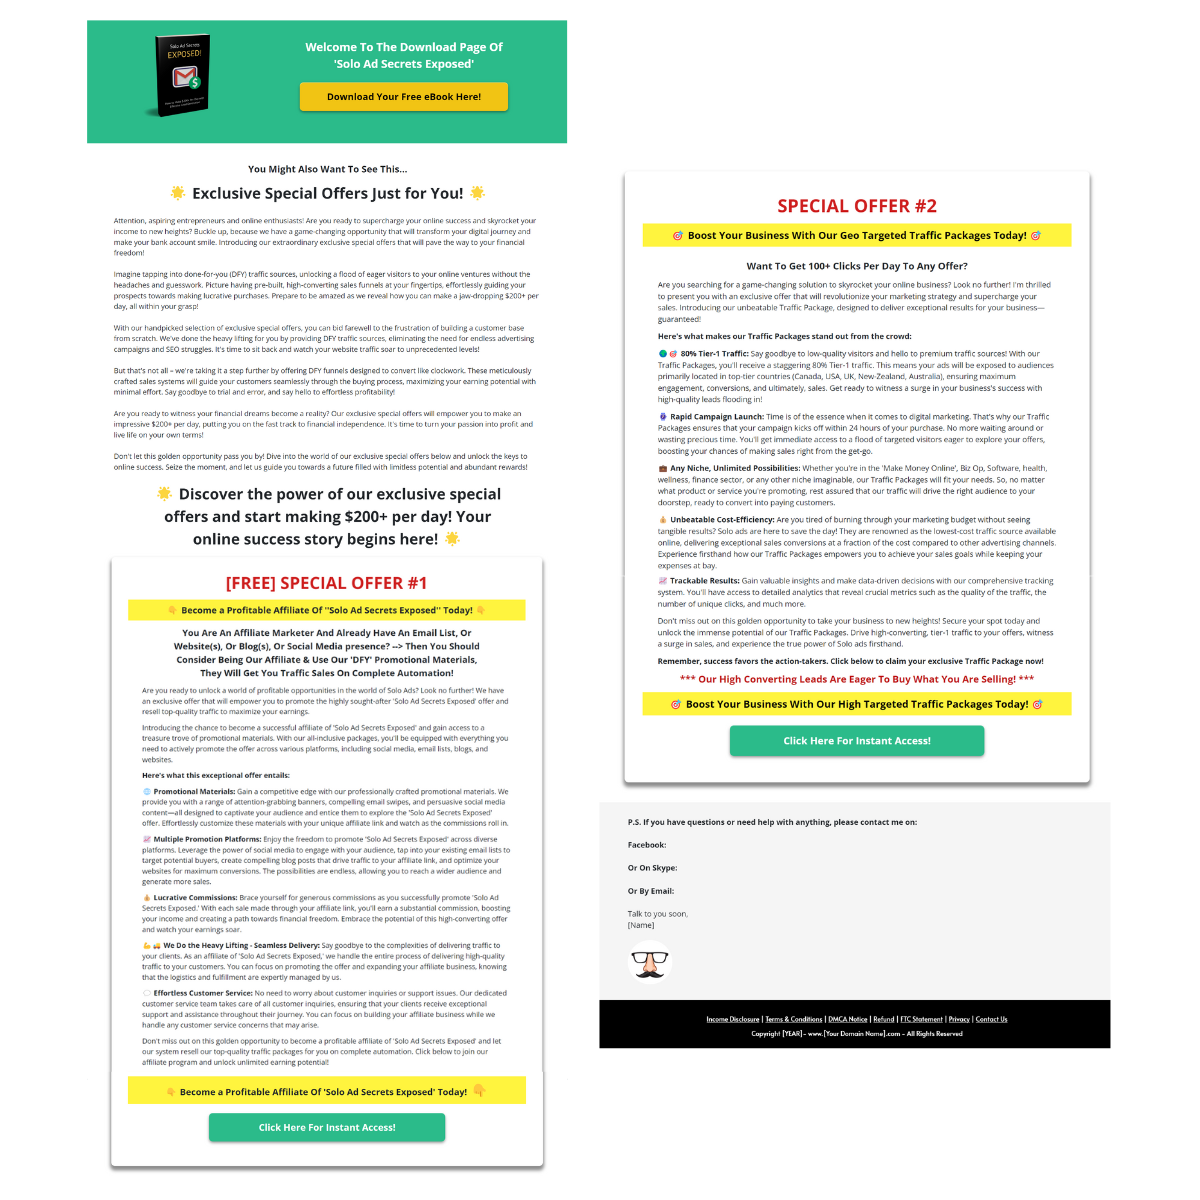 Solo Ad Secrets
EXPOSED!
Welcome To The Download Page Of
'Solo Ad Secrets Exposed'
Download Your Free eBook Here!
You Might Also Want To See This...
🌟 Exclusive Special Offers Just for You! 🌟
Attention, aspiring entrepreneurs and online enthusiasts! Are you ready to supercharge your online success and skyrocket your
income to new heights? Buckle up, because we have a game-changing opportunity that will transform your digital journey and
make your bank account smile. Introducing our extraordinary exclusive special offers that will pave the way to your financial
freedom!
Imagine tapping into done-for-you (DFY) traffic sources, unlocking a flood of eager visitors to your online ventures without the
headaches and guesswork. Picture having pre-built, high-converting sales funnels at your fingertips, effortlessly guiding your
prospects towards making lucrative purchases. Prepare to be amazed as we reveal how you can make a jaw-dropping $200+ per
day, all within your grasp!
With our handpicked selection of exclusive special offers, you can bid farewell to the frustration of building a customer base
from scratch. We've done the heavy lifting for you by providing DFY traffic sources, eliminating the need for endless advertising
campaigns and SEO struggles. It's time to sit back and watch your website traffic soar to unprecedented levels!
But that's not all – we're taking it a step further by offering DFY funnels designed to convert like clockwork. These meticulously
crafted sales systems will guide your customers seamlessly through the buying process, maximizing your earning potential with
minimal effort. Say goodbye to trial and error, and say hello to effortless profitability!
Are you ready to witness your financial dreams become a reality? Our exclusive special offers will empower you to make an
impressive $200+ per day, putting you on the fast track to financial independence. It's time to turn your passion into profit and
live life on your own terms!
Don't let this golden opportunity pass you by! Dive into the world of our exclusive special offers below and unlock the keys to
online success. Seize the moment, and let us guide you towards a future filled with limitless potential and abundant rewards!
🌟 Discover the power of our exclusive special
offers and start making $200+ per day! Your
online success story begins here! 🌟
[FREE] SPECIAL OFFER #1
👇 Become a Profitable Affiliate Of "Solo Ad Secrets Exposed" Today! 👇
You Are An Affiliate Marketer And Already Have An Email List, Or
Website(s), Or Blog(s), Or Social Media presence? --> Then You Should
Consider Being Our Affiliate & Use Our 'DFY' Promotional Materials,
They Will Get You Traffic Sales On Complete Automation!
Are you ready to unlock a world of profitable opportunities in the world of Solo Ads? Look no further! We have
an exclusive offer that will empower you to promote the highly sought-after 'Solo Ad Secrets Exposed' offer and
resell top-quality traffic to maximize your earnings.
Introducing the chance to become a successful affiliate of 'Solo Ad Secrets Exposed' and gain access to a
treasure trove of promotional materials. With our all-inclusive packages, you'll be equipped with everything you
need to actively promote the offer across various platforms, including social media, email lists, blogs, and
websites.
Here's what this exceptional offer entails:
🌐 Promotional Materials: Gain a competitive edge with our professionally crafted promotional materials. We
provide you with a range of attention-grabbing banners, compelling email swipes, and persuasive social media
content—all designed to captivate your audience and entice them to explore the 'Solo Ad Secrets Exposed'
offer. Effortlessly customize these materials with your unique affiliate link and watch as the commissions roll in.
📈 Multiple Promotion Platforms: Enjoy the freedom to promote 'Solo Ad Secrets Exposed' across diverse
platforms. Leverage the power of social media to engage with your audience, tap into your existing email lists to
target potential buyers, create compelling blog posts that drive traffic to your affiliate link, and optimize your
websites for maximum conversions. The possibilities are endless, allowing you to reach a wider audience and
generate more sales.
💰 Lucrative Commissions: Brace yourself for generous commissions as you successfully promote 'Solo Ad
Secrets Exposed.' With each sale made through your affiliate link, you'll earn a substantial commission, boosting
your income and creating a path towards financial freedom. Embrace the potential of this high-converting offer
and watch your earnings soar.
💪 🚚 We Do the Heavy Lifting - Seamless Delivery: Say goodbye to the complexities of delivering traffic to
your clients. As an affiliate of 'Solo Ad Secrets Exposed,' we handle the entire process of delivering high-quality
traffic to your customers. You can focus on promoting the offer and expanding your affiliate business, knowing
that the logistics and fulfillment are expertly managed by us.
💬 Effortless Customer Service: No need to worry about customer inquiries or support issues. Our dedicated
customer service team takes care of all customer inquiries, ensuring that your clients receive exceptional
support and assistance throughout their journey. You can focus on building your affiliate business while we
handle any customer service concerns that may arise.
Don't miss out on this golden opportunity to become a profitable affiliate of 'Solo Ad Secrets Exposed' and let
our system resell our top-quality traffic packages for you on complete automation. Click below to join our
affiliate program and unlock unlimited earning potential!
👇 Become a Profitable Affiliate Of 'Solo Ad Secrets Exposed' Today! 👇
Click Here For Instant Access!
SPECIAL OFFER #2
🎯 Boost Your Business With Our Geo Targeted Traffic Packages Today! 🎯
Want To Get 100+ Clicks Per Day To Any Offer?
Are you searching for a game-changing solution to skyrocket your online business? Look no further! I'm thrilled
to present you with an exclusive offer that will revolutionize your marketing strategy and supercharge your
sales. Introducing our unbeatable Traffic Package, designed to deliver exceptional results for your business—
guaranteed!
Here's what makes our Traffic Packages stand out from the crowd:
🌎 🎯 80% Tier-1 Traffic: Say goodbye to low-quality visitors and hello to premium traffic sources! With our
Traffic Packages, you'll receive a staggering 80% Tier-1 traffic. This means your ads will be exposed to audiences
primarily located in top-tier countries (Canada, USA, UK, New-Zealand, Australia), ensuring maximum
engagement, conversions, and ultimately, sales. Get ready to witness a surge in your business's success with
high-quality leads flooding in!
🔮 Rapid Campaign Launch: Time is of the essence when it comes to digital marketing. That's why our Traffic
Packages ensures that your campaign kicks off within 24 hours of your purchase. No more waiting around or
wasting precious time. You'll get immediate access to a flood of targeted visitors eager to explore your offers,
boosting your chances of making sales right from the get-go.
💼 Any Niche, Unlimited Possibilities: Whether you're in the 'Make Money Online', Biz Op, Software, health,
wellness, finance sector, or any other niche imaginable, our Traffic Packages will fit your needs. So, no matter
what product or service you're promoting, rest assured that our traffic will drive the right audience to your
doorstep, ready to convert into paying customers.
💰 Unbeatable Cost-Efficiency: Are you tired of burning through your marketing budget without seeing
tangible results? Solo ads are here to save the day! They are renowned as the lowest-cost traffic source available
online, delivering exceptional sales conversions at a fraction of the cost compared to other advertising channels.
Experience firsthand how our Traffic Packages empowers you to achieve your sales goals while keeping your
expenses at bay.
📈 Trackable Results: Gain valuable insights and make data-driven decisions with our comprehensive tracking
system. You'll have access to detailed analytics that reveal crucial metrics such as the quality of the traffic, the
number of unique clicks, and much more.
Don't miss out on this golden opportunity to take your business to new heights! Secure your spot today and
unlock the immense potential of our Traffic Packages. Drive high-converting, tier-1 traffic to your offers, witness
a surge in sales, and experience the true power of Solo ads firsthand.
Remember, success favors the action-takers. Click below to claim your exclusive Traffic Package now!
*** Our High Converting Leads Are Eager To Buy What You Are Selling! ***
🎯 Boost Your Business With Our High Targeted Traffic Packages Today! 🎯
Click Here For Instant Access!
P.S. If you have questions or need help with anything, please contact me on:
Facebook:
Or On Skype:
Or By Email:
Talk to you soon,
[Name]
Income Disclosure | Terms & Conditions | DMCA Notice | Refund | FTC Statement | Privacy | Contact Us
Copyright [YEAR] - www.[Your Domain Name].com - All Rights Reserved